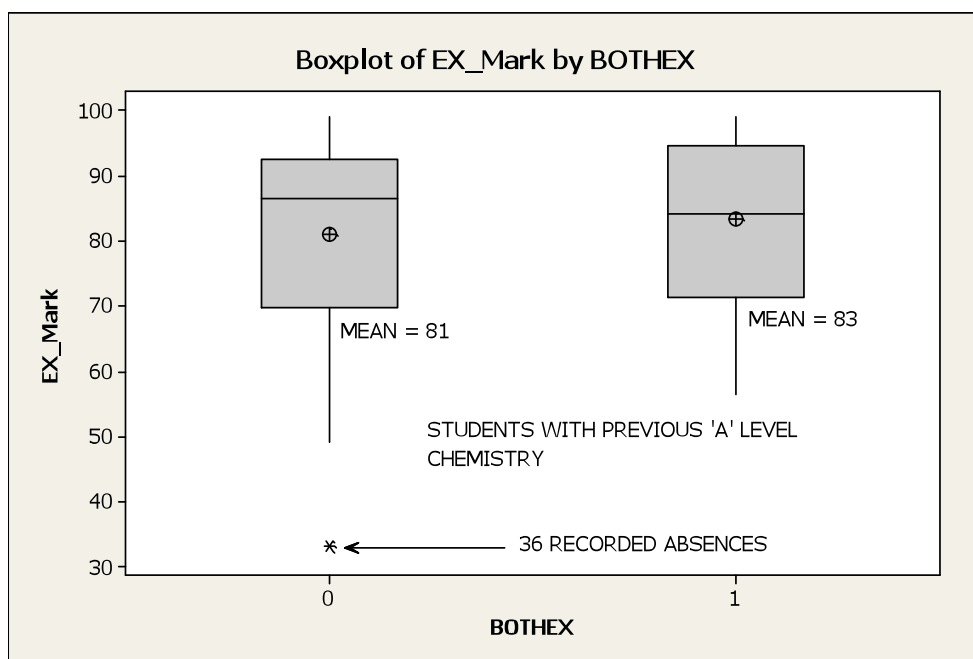 Boxplot of EX_Mark by BOTHEX
100
90
80
70
60
50
40
30
EX_Mark
MEAN = 81
MEAN = 83
STUDENTS WITH PREVIOUS 'A' LEVEL
CHEMISTRY
36 RECORDED ABSENCES
0
1
BOTHEX